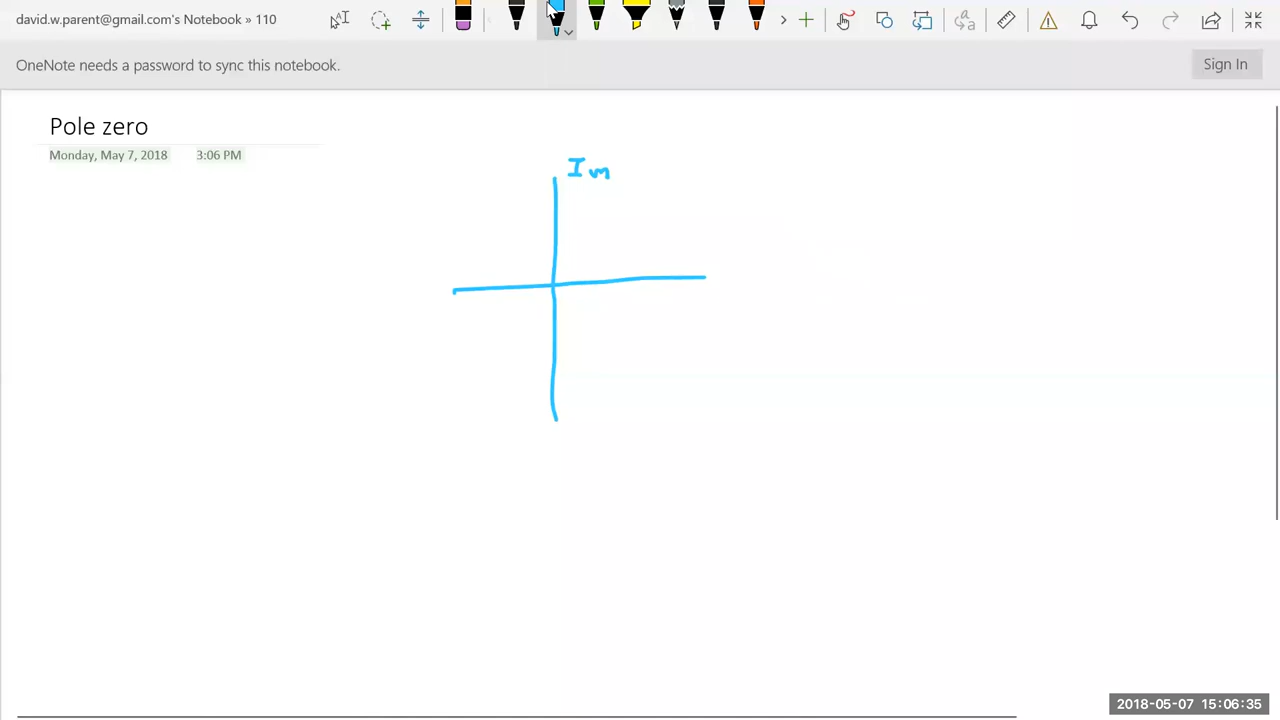 david.w.parent@gmail.com's Notebook » 110
OneNote needs a password to sync this notebook.
Sign In
Pole zero
Monday, May 7, 2018 3:06 PM
Im
2018-05-07 15:06:35